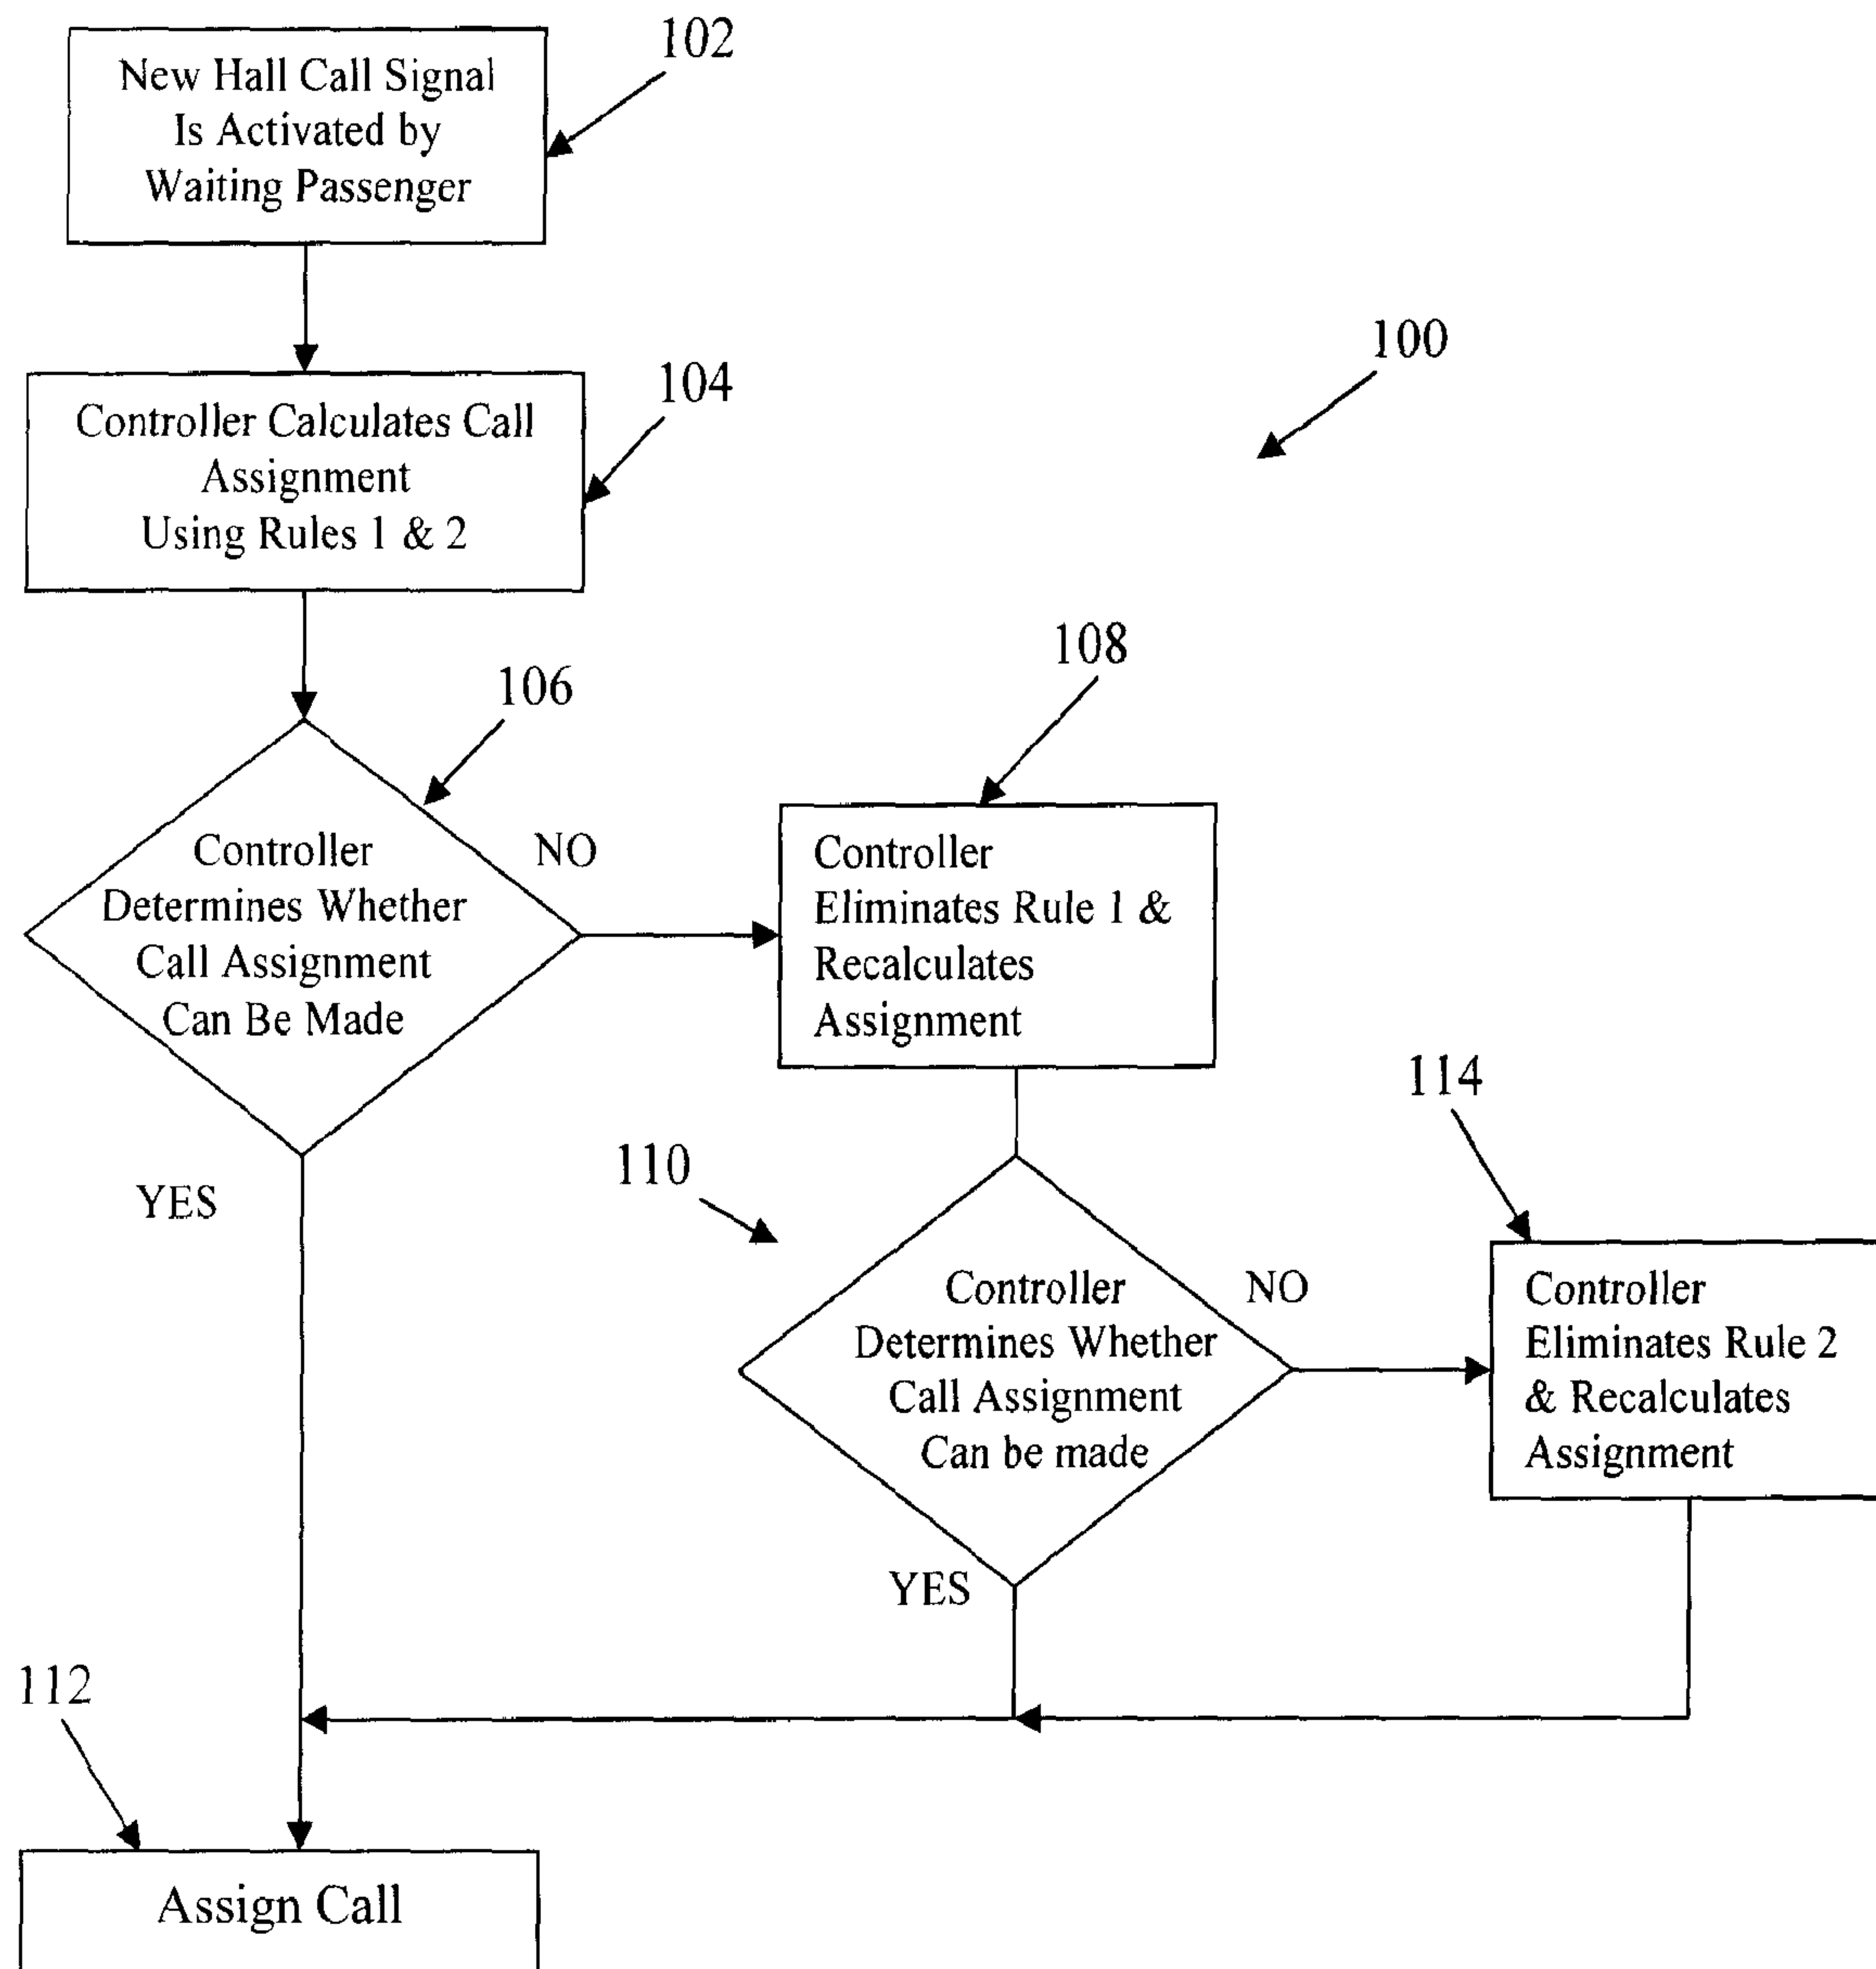 102
New Hall Call Signal
Is Activated by
Waiting Passenger
100
104
Controller Calculates Call
Assignment
Using Rules 1 & 2
108
106
Controller
Determines Whether
Call Assignment
Can Be Made
NO
Controller
Eliminates Rule 1 &
Recalculates
Assignment
114
110
YES
Controller
Determines Whether
Call Assignment
Can be made
NO
Controller
Eliminates Rule 2
& Recalculates
Assignment
YES
112
Assign Call